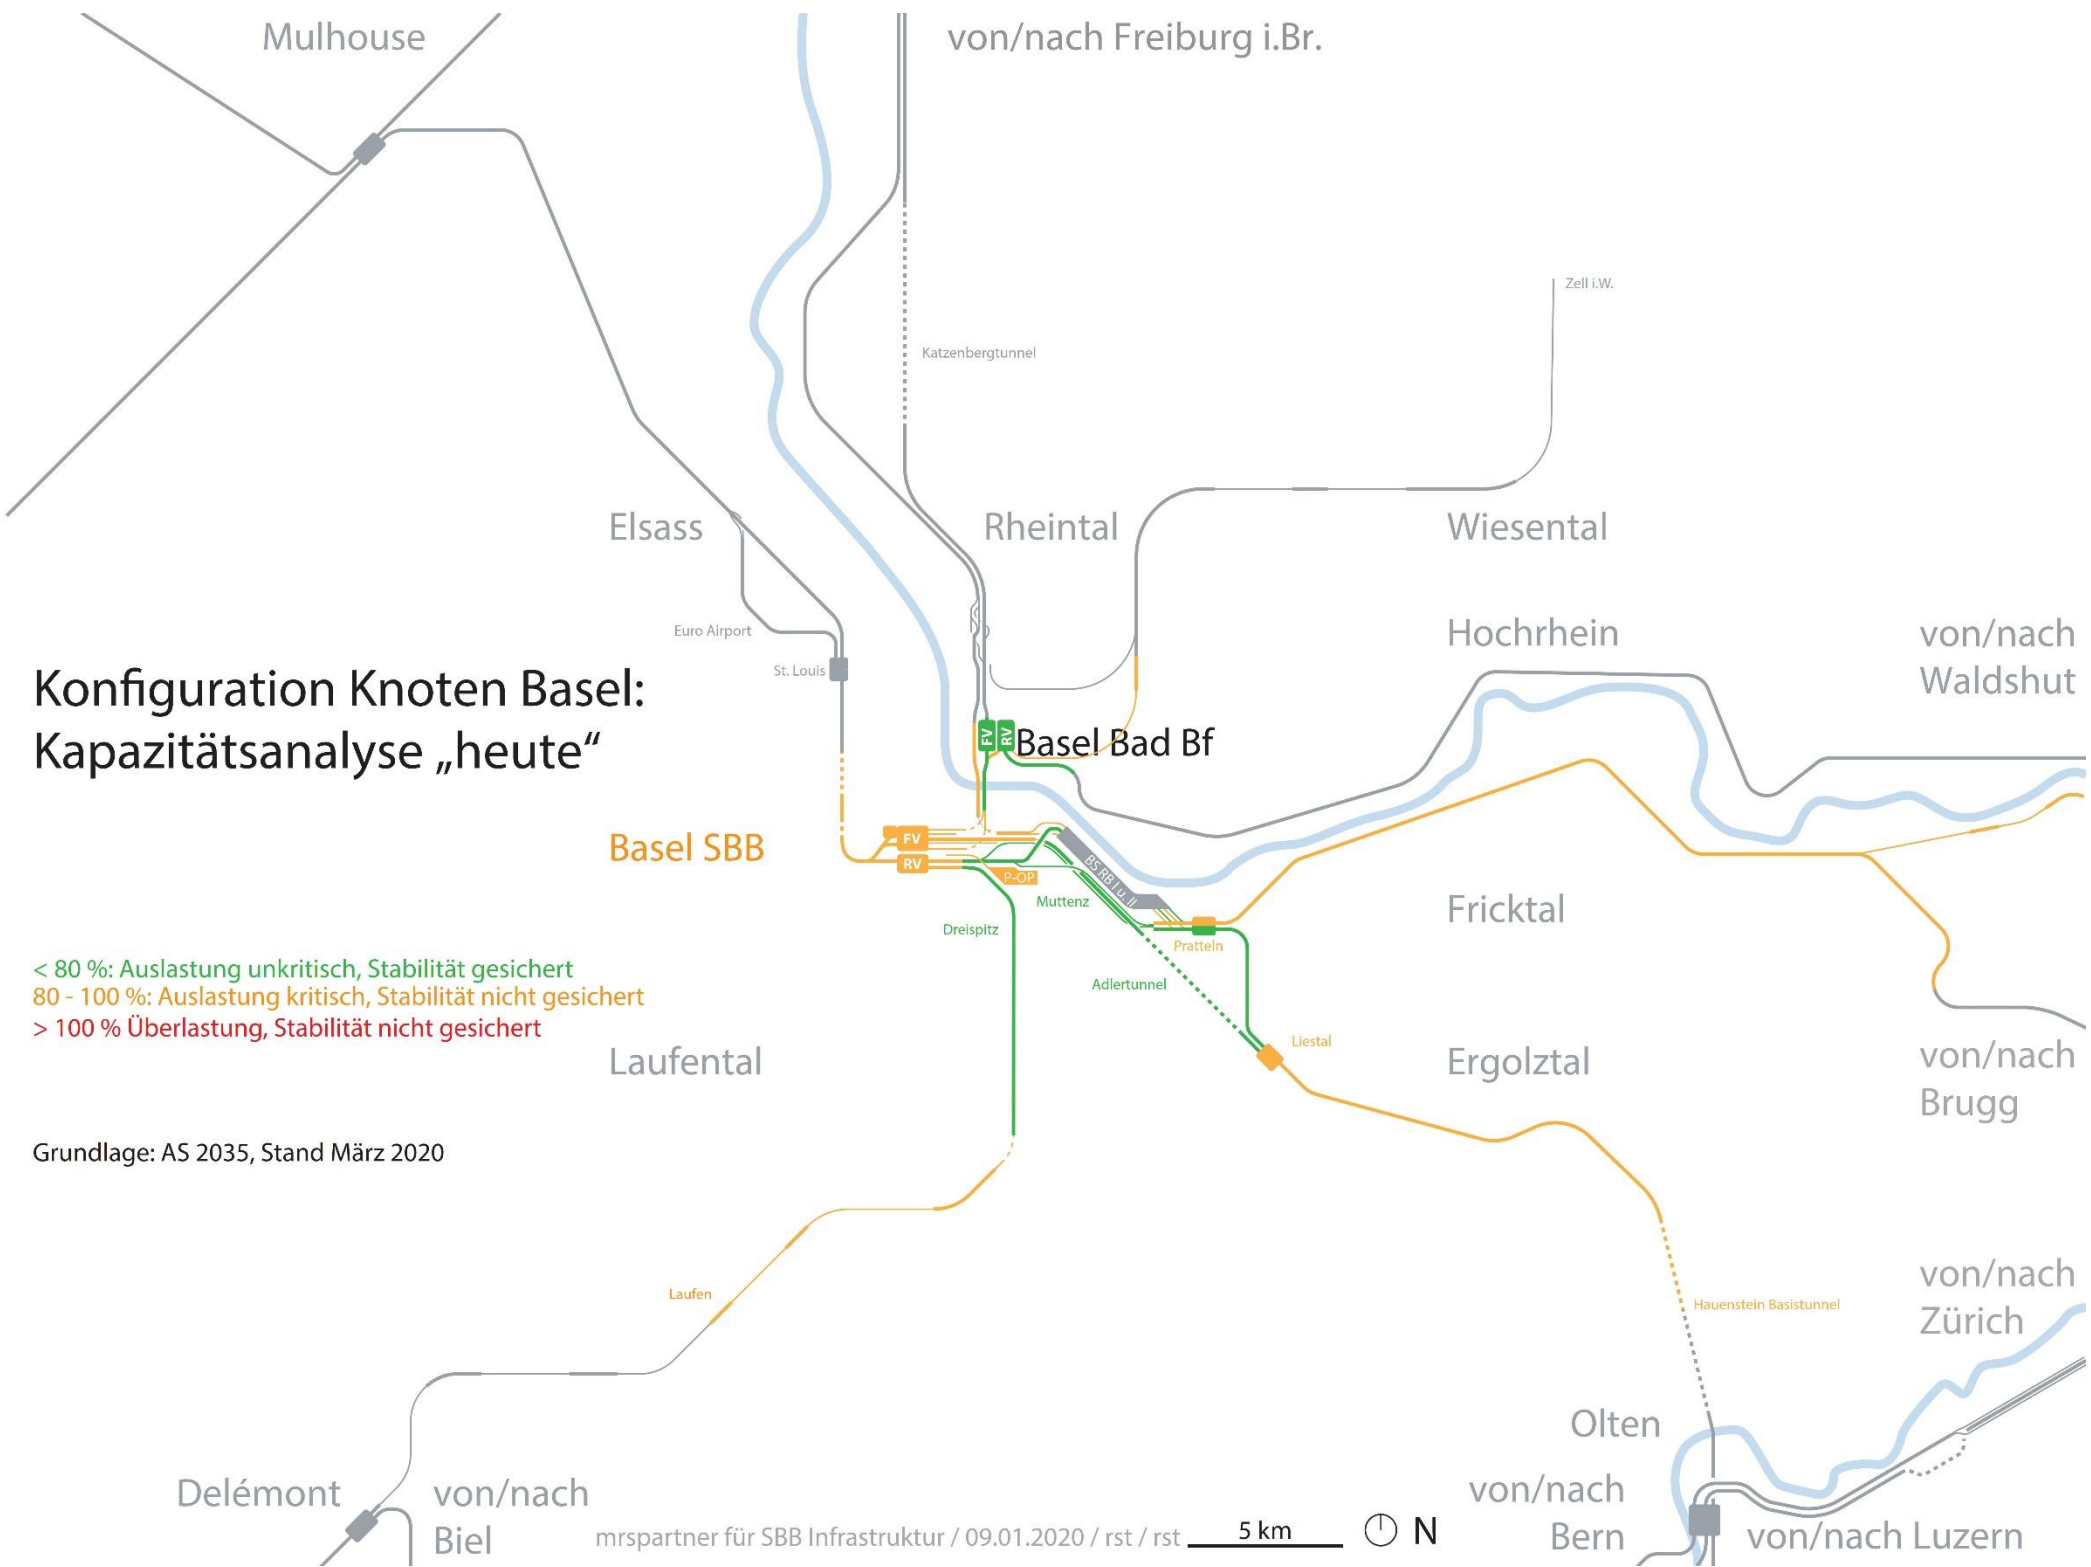 Mulhouse
von/nach Freiburg i.Br.
Zell i.W.
Katzenbergtunnel
Elsass
Rheintal
Wiesental
Euro Airport
Hochrhein
von/nach
Waldshut
St. Louis
Konfiguration Knoten Basel:
Kapazitätsanalyse „heute“
FV
RV
Basel Bad Bf
Basel SBB
FV
RV
P-OP
BS RB I u. II
Muttenz
Dreispitz
Fricktal
Pratteln
Adlertunnel
< 80 %: Auslastung unkritisch, Stabilität gesichert
80 - 100 %: Auslastung kritisch, Stabilität nicht gesichert
> 100 % Überlastung, Stabilität nicht gesichert
Liestal
Laufental
Ergolztal
von/nach
Brugg
Grundlage: AS 2035, Stand März 2020
Laufen
Hauenstein Basistunnel
von/nach
Zürich
Olten
Delémont
von/nach
Biel
von/nach
Bern
von/nach Luzern
mrspartner für SBB Infrastruktur / 09.01.2020 / rst / rst
5 km
N